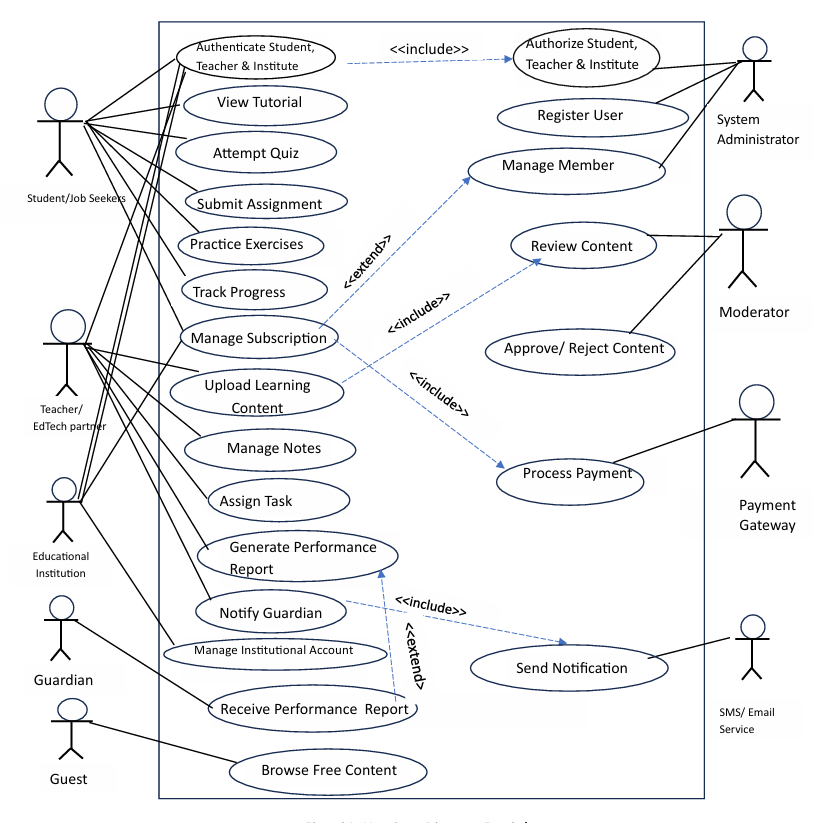 Authenticate Student,
Teacher & Institute
<<include>>
Authorize Student,
Teacher & Institute
View Tutorial
Register User
System
Administrator
Attempt Quiz
Manage Member
Student/Job Seekers
Submit Assignment
Practice Exercises
Review Content
<<extend>>
Track Progress
<<include>>
Moderator
Manage Subscription
Approve/ Reject Content
Upload Learning
Content
<<include>>
Teacher/
EdTech partner
Manage Notes
Process Payment
Assign Task
Payment
Gateway
Generate Performance
Report
Educational
Institution
Notify Guardian
<<include>>
Manage Institutional Account
<<extend>
Send Notification
Guardian
Receive Performance Report
SMS/ Email
Service
Guest
Browse Free Content